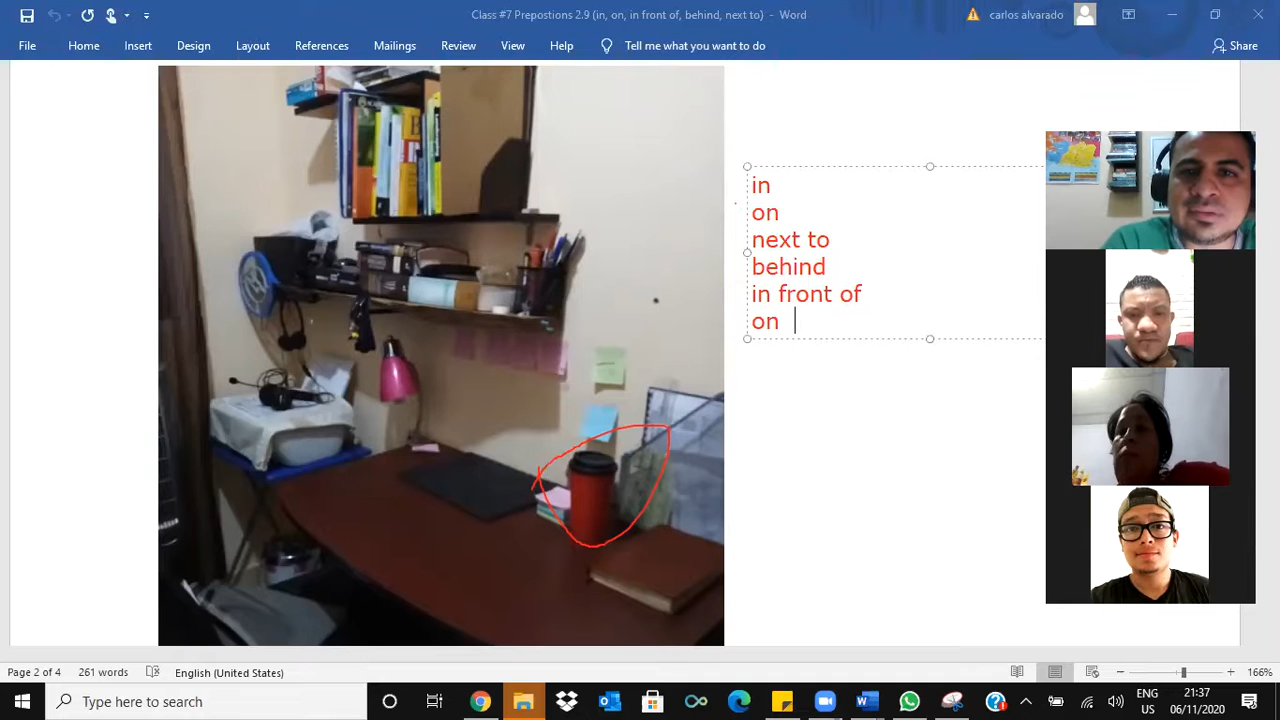 Class #7 Prepostions 2.9 (in, on, in front of, behind, next to) - Word
carlos alvarado
File
Home
Insert
Design
Layout
References
Mailings
Review
View
Help
Tell me what you want to do
Share
in
on
next to
behind
in front of
on
Page 2 of 4
261 words
English (United States)
166%
Type here to search
ENG
US
21:37
06/11/2020